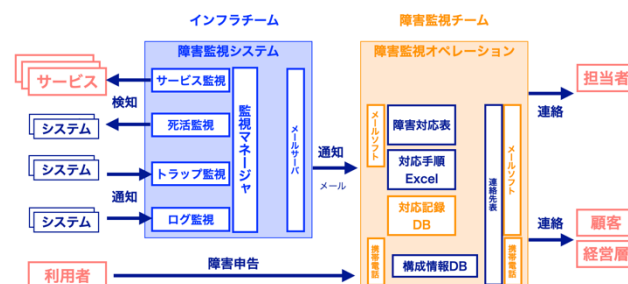 インフラチーム
障害監視チーム
障害監視システム
障害監視オペレーション
サービス
検知
システム
システム
通知
システム
利用者
サービス監視
死活監視
トラップ監視
ログ監視
監視マネージャ
メールサーバ
通知
メール
障害申告
メールソフト
携帯電話
障害対応表
対応手順
Excel
対応記録
DB
構成情報DB
連絡先表
メールソフト
携帯電話
連絡
担当者
連絡
顧客
経営層